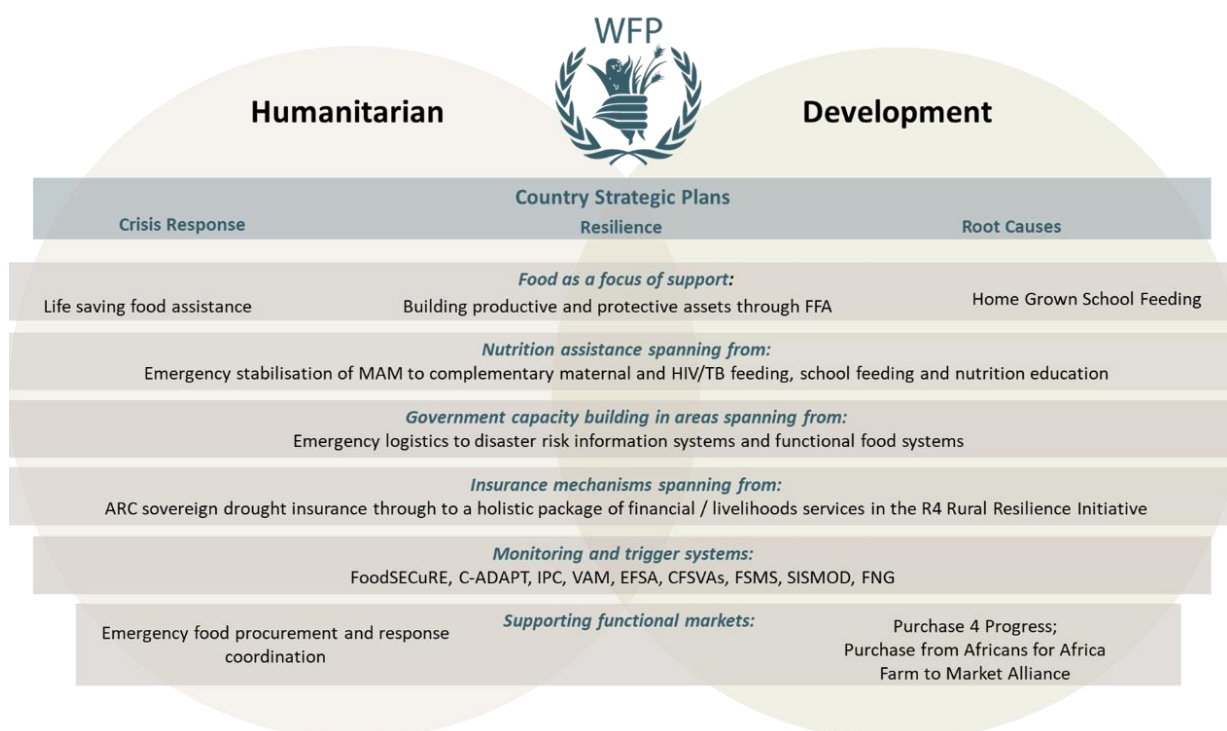 WFP
Humanitarian
Development
Country Strategic Plans
Crisis Response
Resilience
Root Causes
Food as a focus of support:
Life saving food assistance
Building productive and protective assets through FFA
Home Grown School Feeding
Nutrition assistance spanning from:
Emergency stabilisation of MAM to complementary maternal and HIV/TB feeding, school feeding and nutrition education
Government capacity building in areas spanning from:
Emergency logistics to disaster risk information systems and functional food systems
Insurance mechanisms spanning from:
ARC sovereign drought insurance through to a holistic package of financial / livelihoods services in the R4 Rural Resilience Initiative
Monitoring and trigger systems:
FoodSECuRE, C-ADAPT, IPC, VAM, EFSA, CFSVAs, FSMS, SISMOD, FNG
Supporting functional markets:
Emergency food procurement and response
coordination
Purchase 4 Progress;
Purchase from Africans for Africa
Farm to Market Alliance